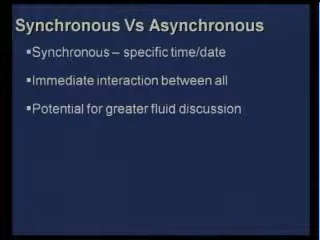 Synchronous Vs Asynchronous
▪Synchronous – specific time/date
▪Immediate interaction between all
▪Potential for greater fluid discussion